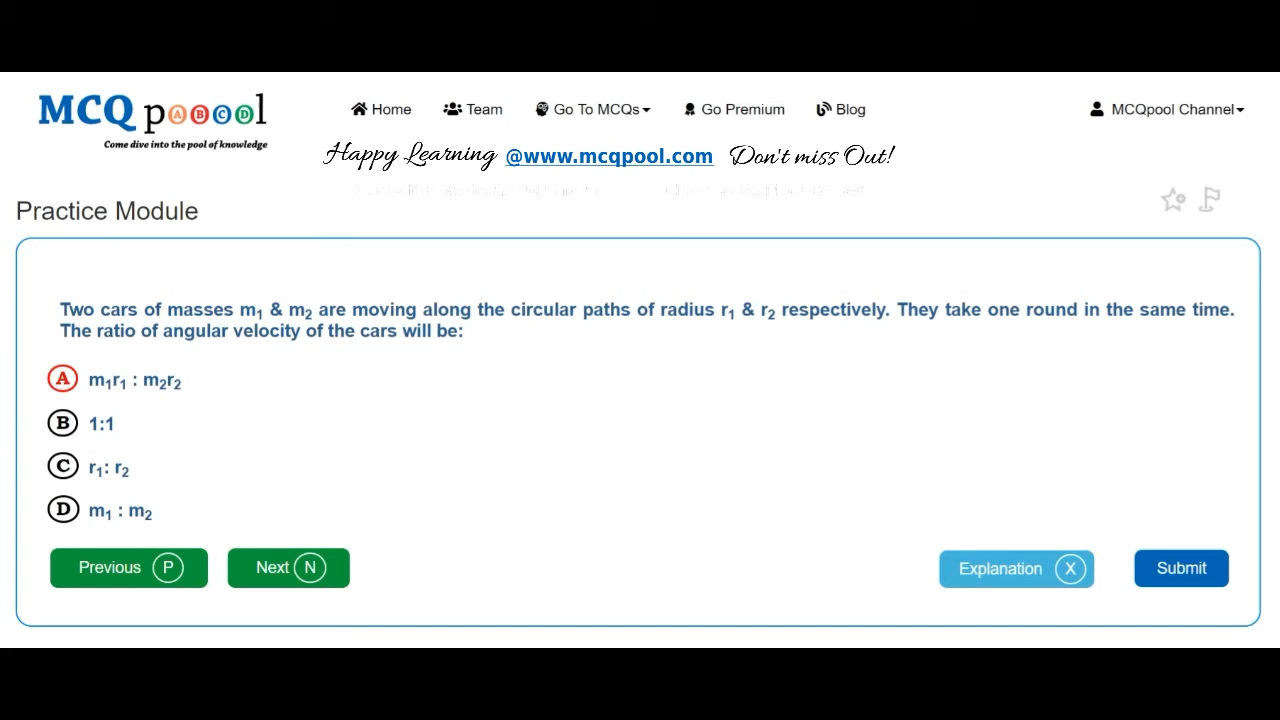 MCQ pABCDl
Come dive into the pool of knowledge
Home Team Go To MCQs Go Premium Blog MCQpool Channel
Happy Learning @www.mcqpool.com Don't miss Out!
Practice Module
Two cars of masses m₁ & m₂ are moving along the circular paths of radius r₁ & r₂ respectively. They take one round in the same time.
The ratio of angular velocity of the cars will be:
A m₁r₁ : m₂r₂
B 1:1
C r₁: r₂
D m₁ : m₂
Previous P Next N Explanation X Submit